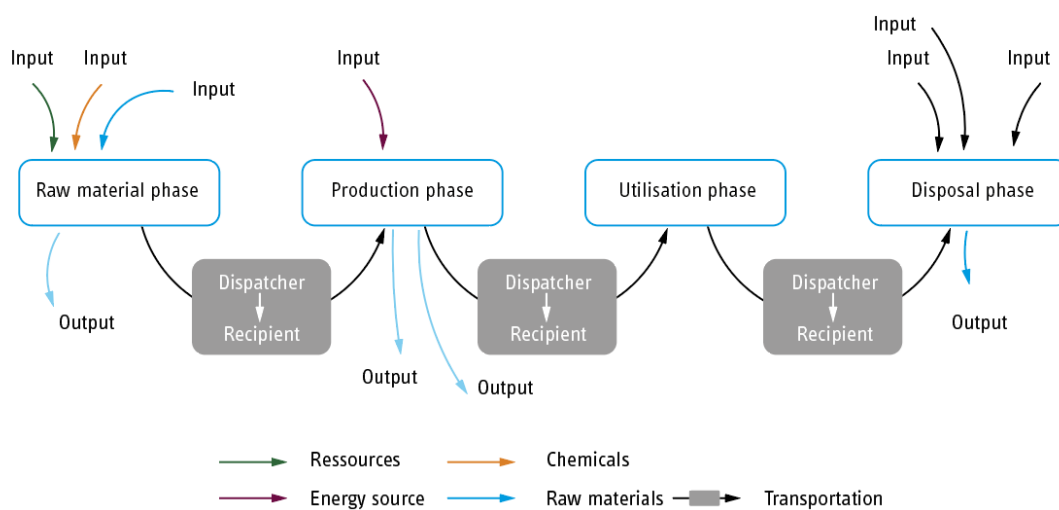 Input
Input
Input
Input
Input
Input
Input
Raw material phase
Production phase
Utilisation phase
Disposal phase
Dispatcher
Recipient
Dispatcher
Recipient
Dispatcher
Recipient
Output
Output
Output
Output
Ressources
Chemicals
Energy source
Raw materials
Transportation